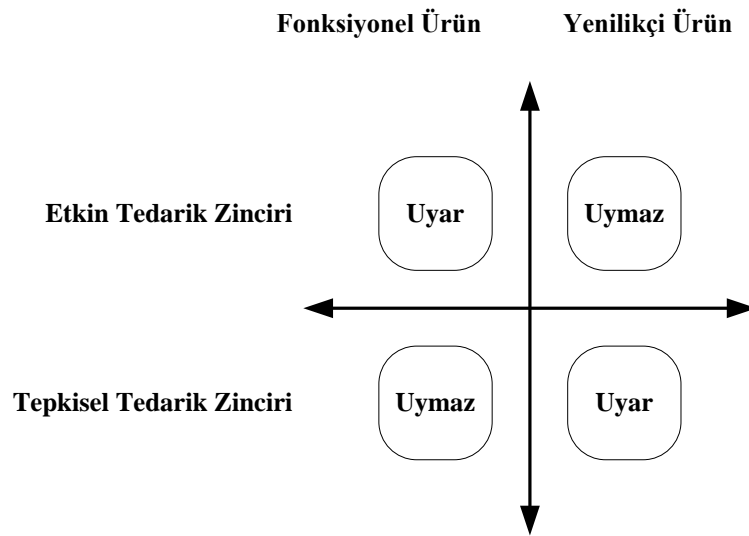 Fonksiyonel Ürün Yenilikçi Ürün
Etkin Tedarik Zinciri Uyar Uymaz
Tepkisel Tedarik Zinciri Uymaz Uyar